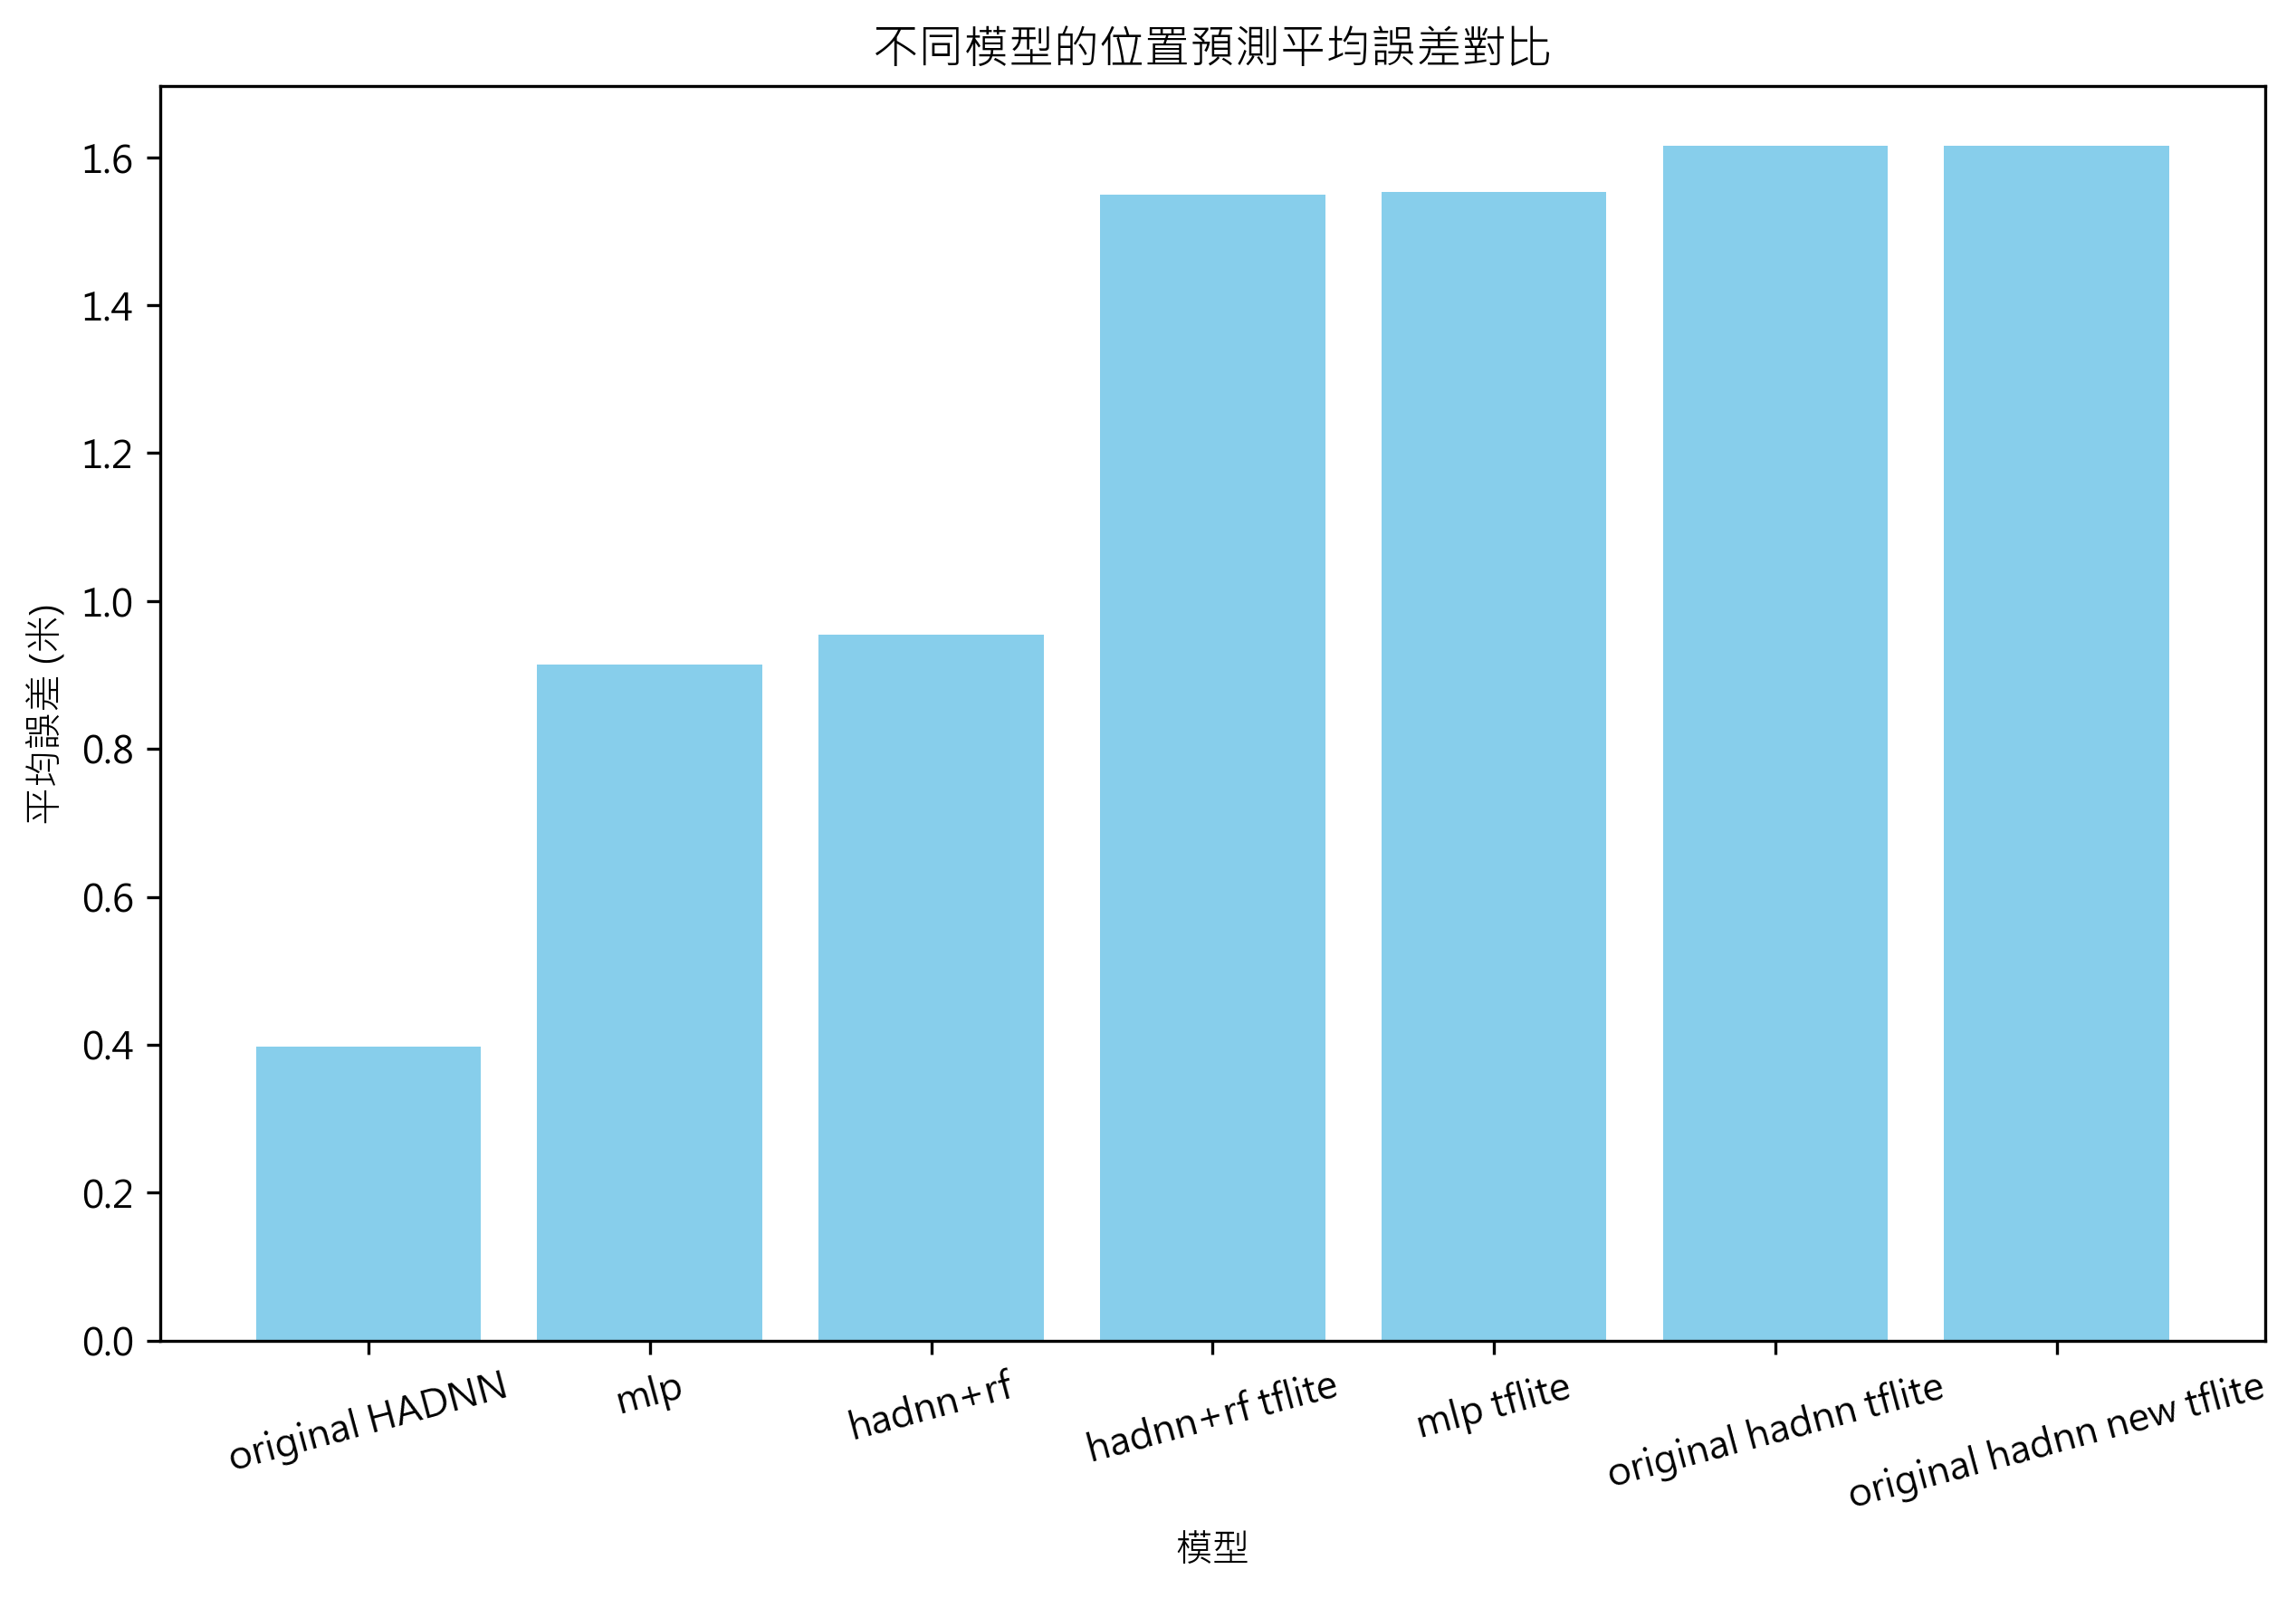 不同模型的位置預測平均誤差對比
平均誤差 (米)
1.6
1.4
1.2
1.0
0.8
0.6
0.4
0.2
0.0
original HADNN
mlp
hadnn+rf
hadnn+rf tflite
mlp tflite
original hadnn tflite
original hadnn new tflite
模型